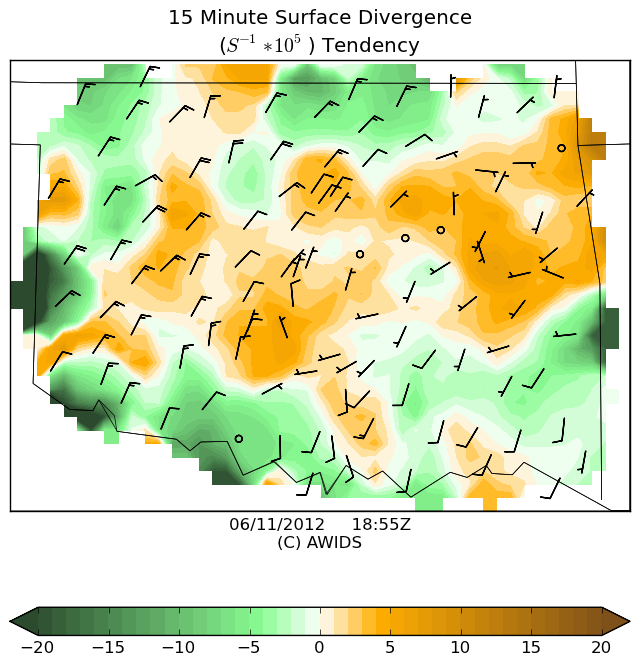 15 Minute Surface Divergence
(S⁻¹ *10⁵ ) Tendency
06/11/2012 18:55Z
(C) AWIDS
−20 −15 −10 −5 0 5 10 15 20